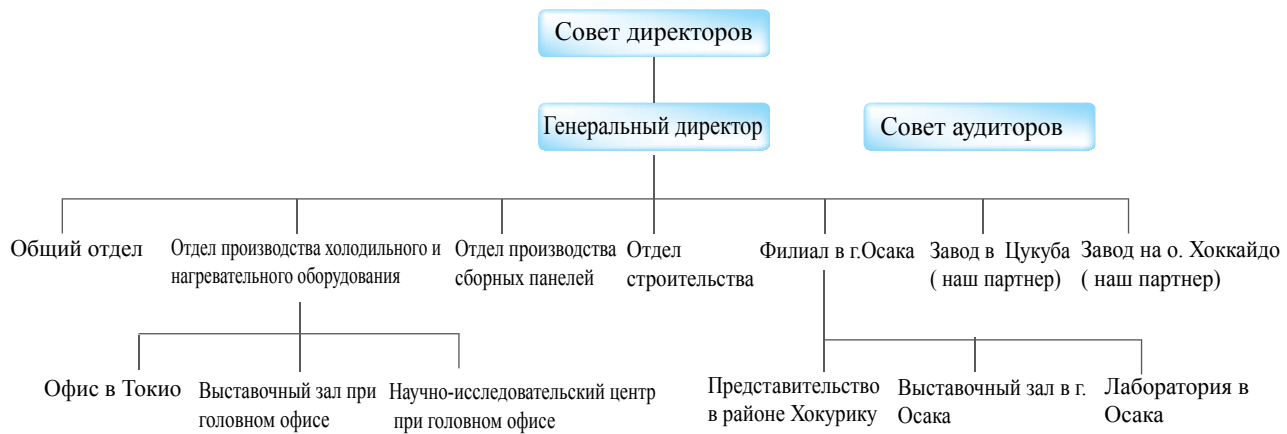 Совет директоров
Генеральный директор
Совет аудиторов
Общий отдел
Отдел производства холодильного и
нагревательного оборудования
Отдел производства
сборных панелей
Отдел
строительства
Филиал в г.Осака
Завод в Цукуба
( наш партнер)
Завод на о. Хоккайдо
( наш партнер)
Офис в Токио
Выставочный зал при
головном офисе
Научно-исследовательский центр
при головном офисе
Представительство
в районе Хокурику
Выставочный зал в г.
Осака
Лаборатория в
Осака